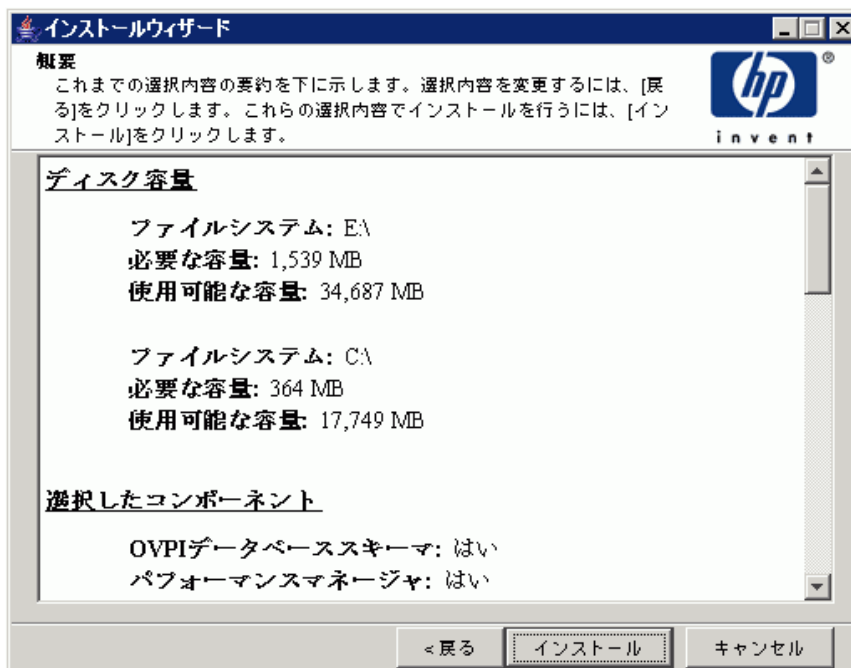 インストールウィザード
概要
これまでの選択内容の要約を下に示します。選択内容を変更するには、[戻
る]をクリックします。これらの選択内容でインストールを行うには、[イン
ストール]をクリックします。
hp
®
invent
ディスク容量
ファイルシステム: E:\
必要な容量: 1,539 MB
使用可能な容量: 34,687 MB
ファイルシステム: C:\
必要な容量: 364 MB
使用可能な容量: 17,749 MB
選択したコンポーネント
OVPIデータベーススキーマ: はい
パフォーマンスマネージャ: はい
<戻る
インストール
キャンセル